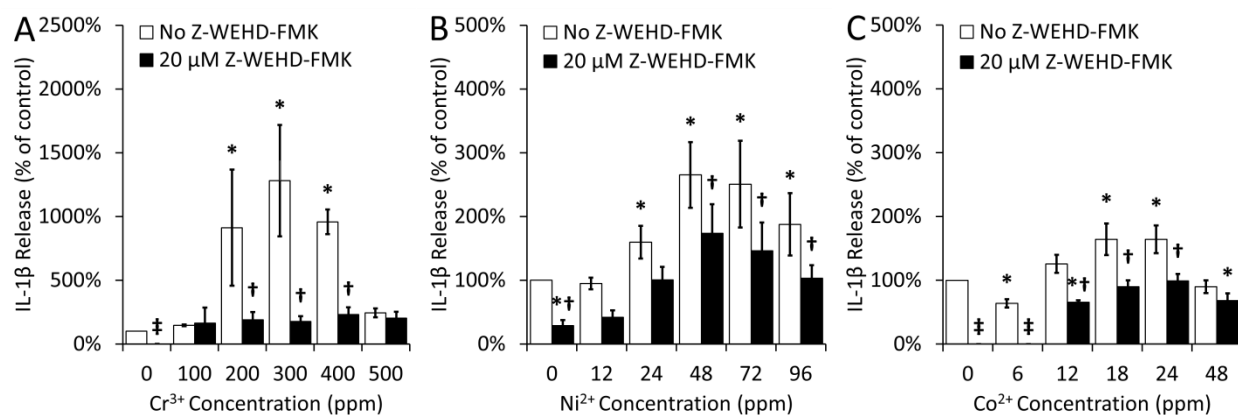 A
2500%
2000%
1500%
1000%
500%
0%
IL-1β Release (% of control)
No Z-WEHD-FMK
20 µM Z-WEHD-FMK
* * *
‡ † † †
0 100 200 300 400 500
Cr³⁺ Concentration (ppm)
B
500%
400%
300%
200%
100%
0%
IL-1β Release (% of control)
No Z-WEHD-FMK
20 µM Z-WEHD-FMK
* * * *
*† † † †
0 12 24 48 72 96
Ni²⁺ Concentration (ppm)
C
500%
400%
300%
200%
100%
0%
IL-1β Release (% of control)
No Z-WEHD-FMK
20 µM Z-WEHD-FMK
* * *
‡ ‡ *† † † *
0 6 12 18 24 48
Co²⁺ Concentration (ppm)